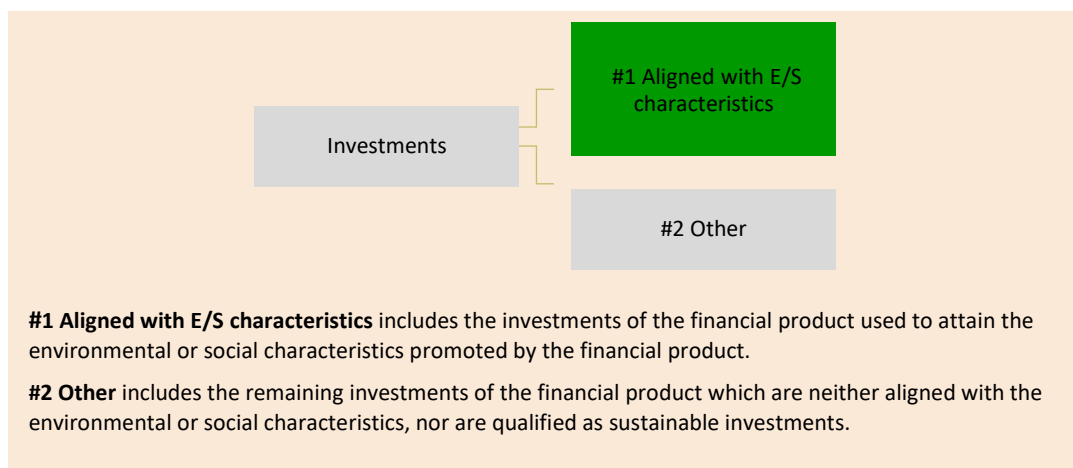 #1 Aligned with E/S
characteristics
Investments
#2 Other
#1 Aligned with E/S characteristics includes the investments of the financial product used to attain the
environmental or social characteristics promoted by the financial product.
#2 Other includes the remaining investments of the financial product which are neither aligned with the
environmental or social characteristics, nor are qualified as sustainable investments.